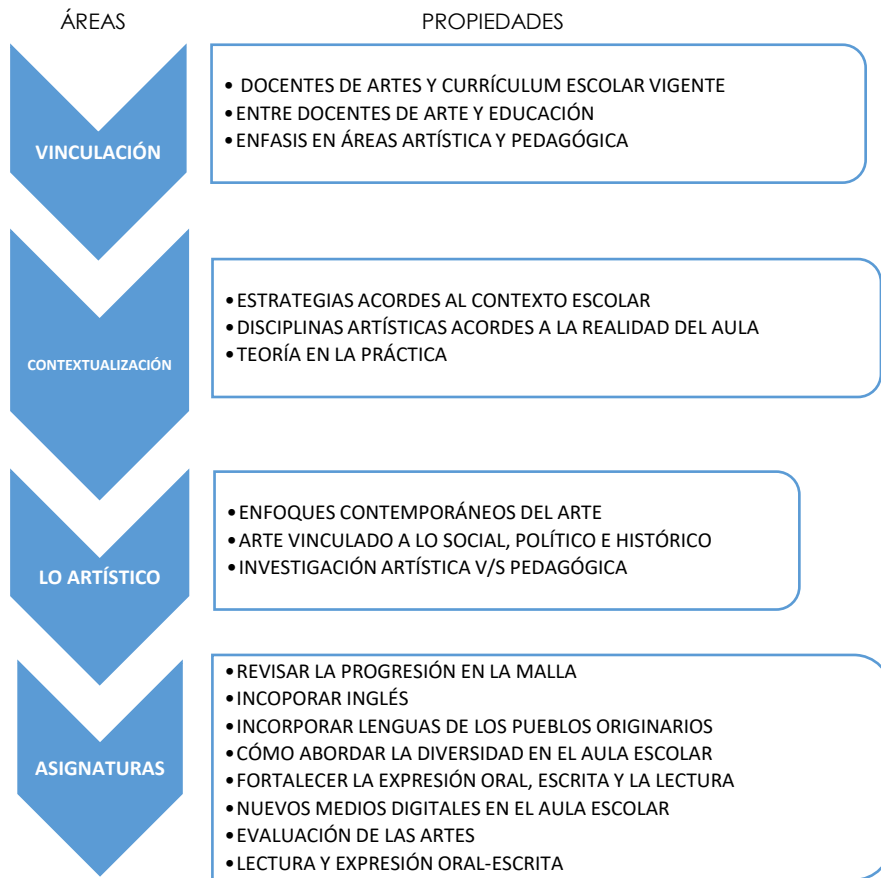 ÁREAS PROPIEDADES
VINCULACIÓN
• DOCENTES DE ARTES Y CURRÍCULUM ESCOLAR VIGENTE
• ENTRE DOCENTES DE ARTE Y EDUCACIÓN
• ENFASIS EN ÁREAS ARTÍSTICA Y PEDAGÓGICA
CONTEXTUALIZACIÓN
• ESTRATEGIAS ACORDES AL CONTEXTO ESCOLAR
• DISCIPLINAS ARTÍSTICAS ACORDES A LA REALIDAD DEL AULA
• TEORÍA EN LA PRÁCTICA
LO ARTÍSTICO
• ENFOQUES CONTEMPORÁNEOS DEL ARTE
• ARTE VINCULADO A LO SOCIAL, POLÍTICO E HISTÓRICO
• INVESTIGACIÓN ARTÍSTICA V/S PEDAGÓGICA
ASIGNATURAS
• REVISAR LA PROGRESIÓN EN LA MALLA
• INCOPORAR INGLÉS
• INCORPORAR LENGUAS DE LOS PUEBLOS ORIGINARIOS
• CÓMO ABORDAR LA DIVERSIDAD EN EL AULA ESCOLAR
• FORTALECER LA EXPRESIÓN ORAL, ESCRITA Y LA LECTURA
• NUEVOS MEDIOS DIGITALES EN EL AULA ESCOLAR
• EVALUACIÓN DE LAS ARTES
• LECTURA Y EXPRESIÓN ORAL-ESCRITA